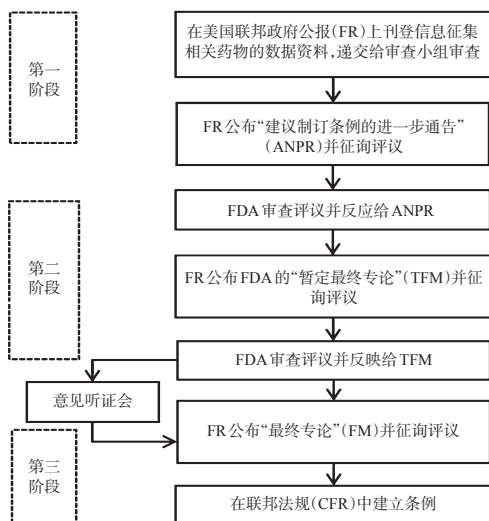 在美国联邦政府公报(FR)上刊登信息征集
相关药物的数据资料,递交给审查小组审查
第一
阶段
FR公布“建议制订条例的进一步通告”
(ANPR)并征询评议
FDA审查评议并反应给ANPR
第二
阶段
FR公布FDA的“暂定最终专论”(TFM)并征
询评议
FDA审查评议并反映给TFM
意见听证会
FR公布“最终专论”(FM)并征询评议
第三
阶段
在联邦法规(CFR)中建立条例